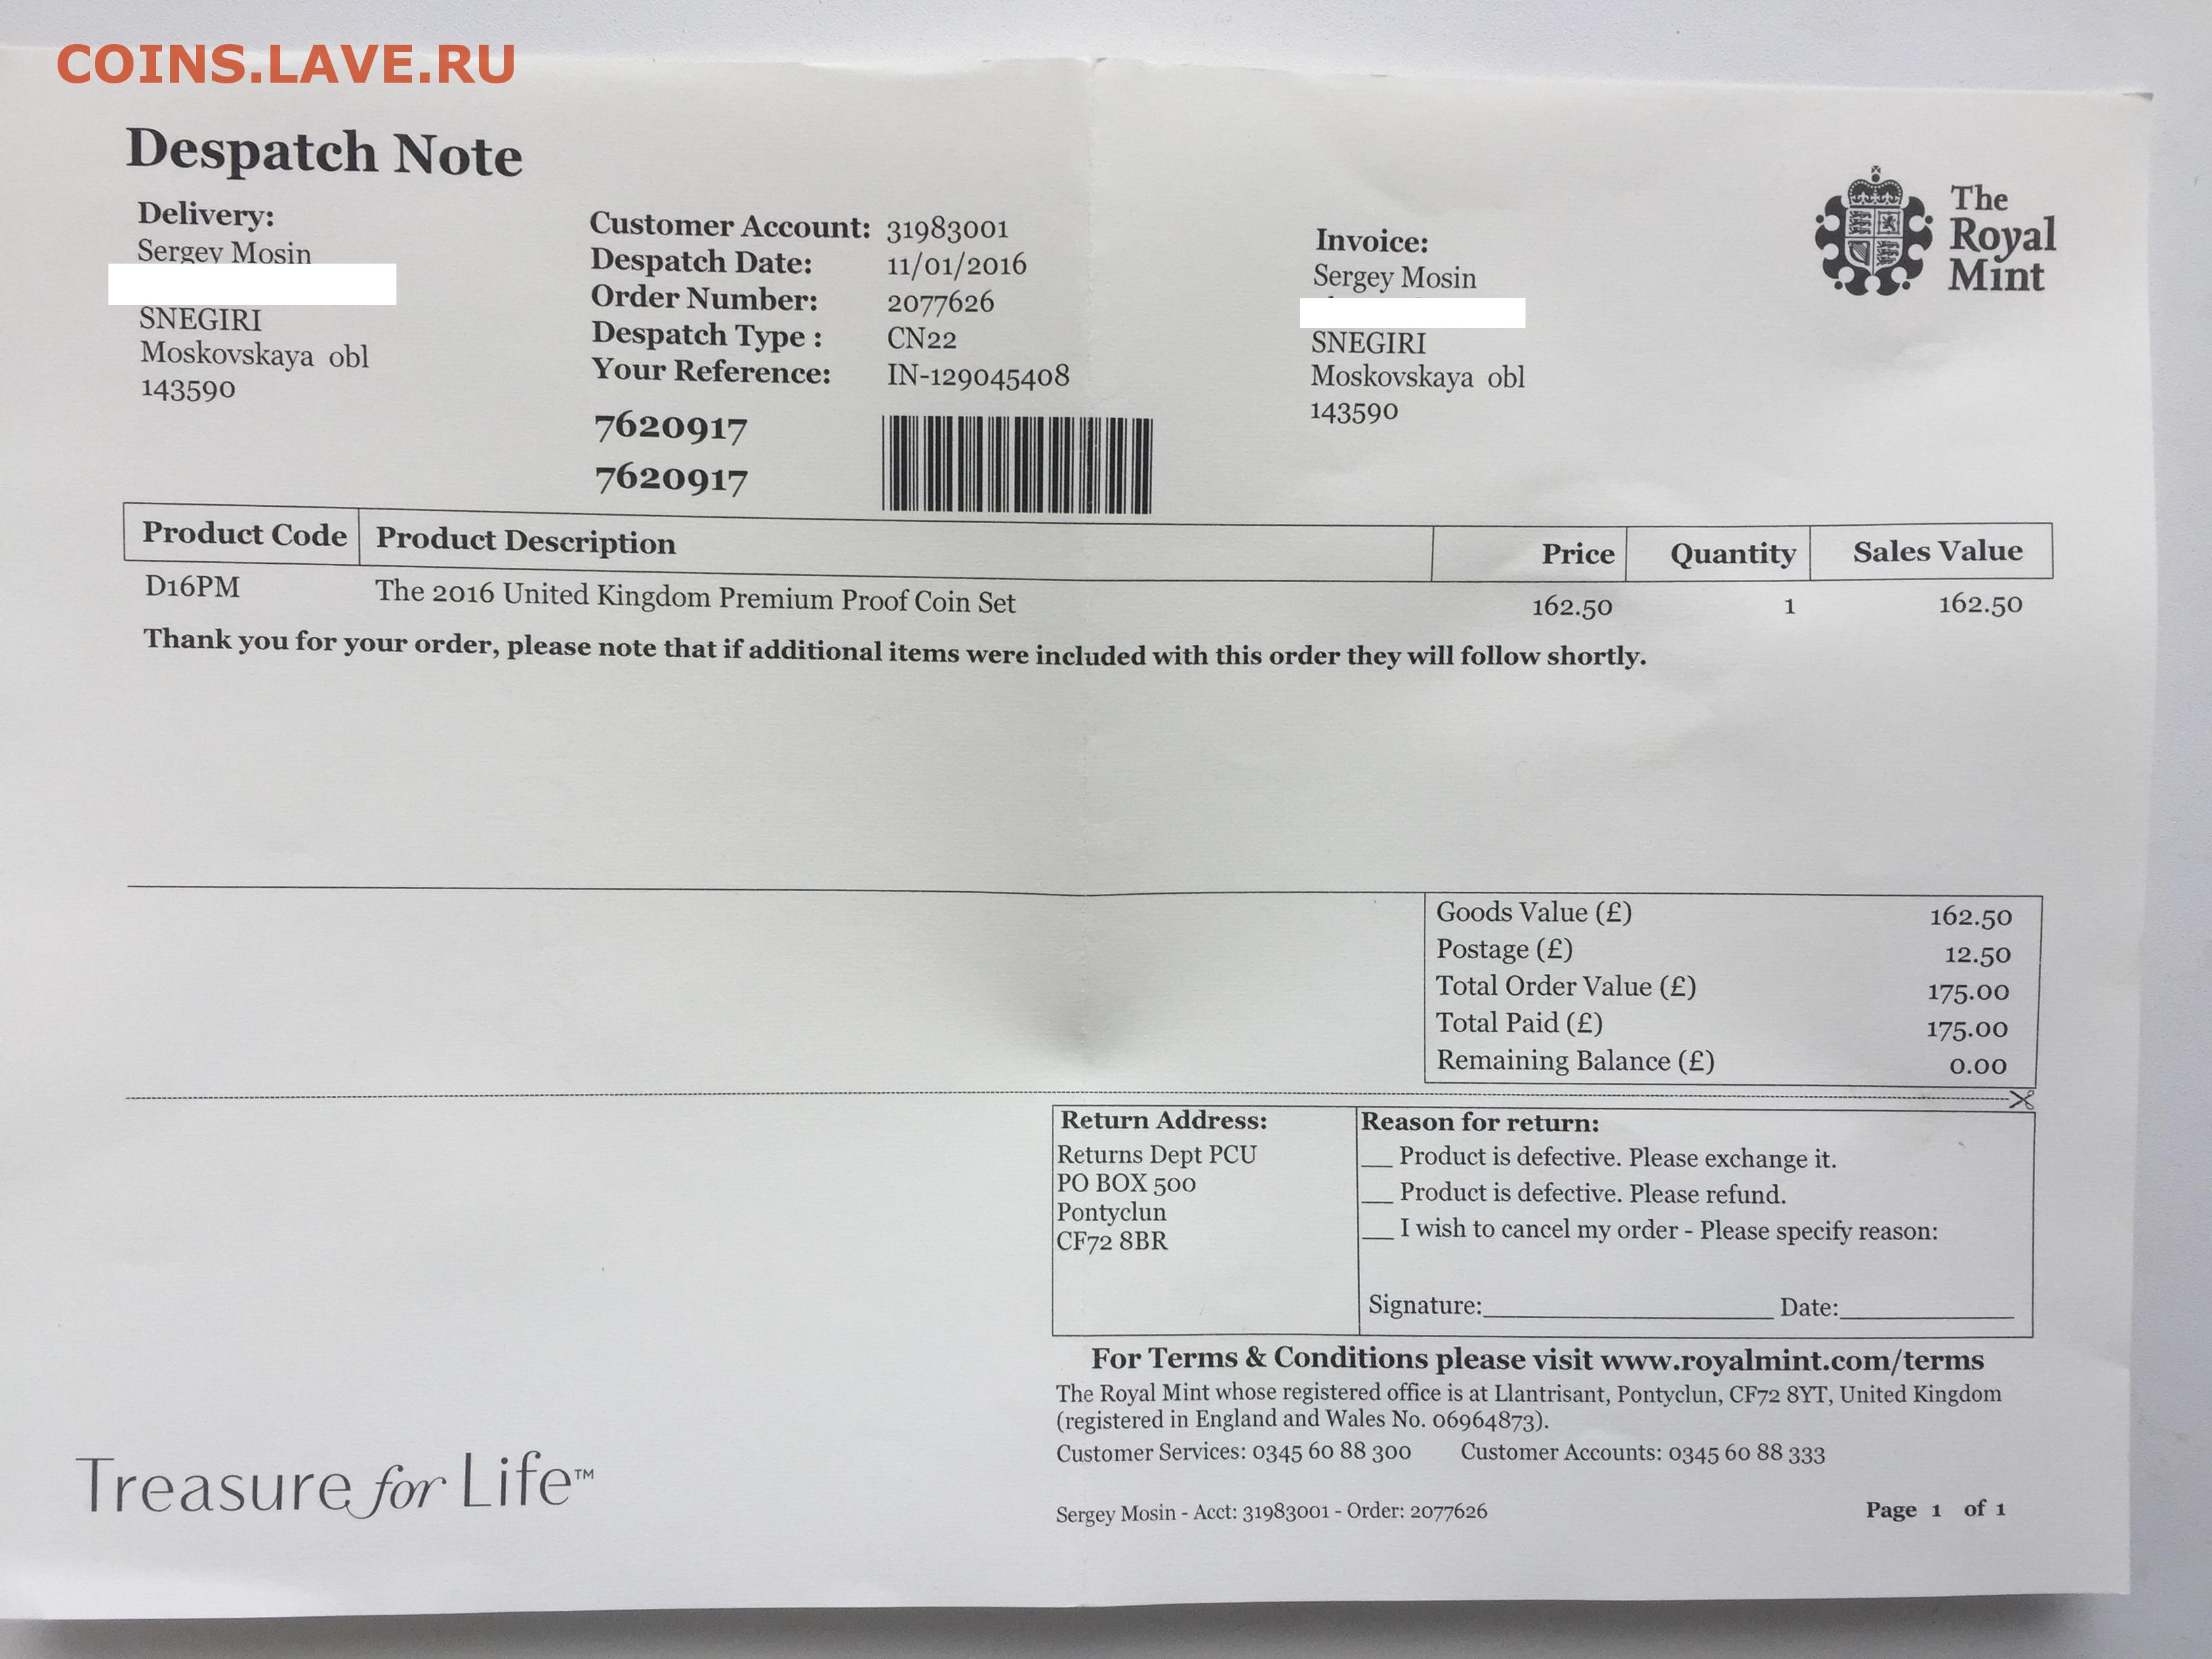 COINS.LAVE.RU
Despatch Note
Delivery:
Sergey Mosin
SNEGIRI
Moskovskaya obl
143590
Customer Account: 31983001
Despatch Date: 11/01/2016
Order Number: 2077626
Despatch Type : CN22
Your Reference: IN-129045408
7620917
7620917
Invoice:
Sergey Mosin
SNEGIRI
Moskovskaya obl
143590
The
Royal
Mint
Product Code Product Description Price Quantity Sales Value
D16PM The 2016 United Kingdom Premium Proof Coin Set 162.50 1 162.50
Thank you for your order, please note that if additional items were included with this order they will follow shortly.
Goods Value (£) 162.50
Postage (£) 12.50
Total Order Value (£) 175.00
Total Paid (£) 175.00
Remaining Balance (£) 0.00
Return Address:
Returns Dept PCU
PO BOX 500
Pontyclun
CF72 8BR
Reason for return:
__ Product is defective. Please exchange it.
__ Product is defective. Please refund.
__ I wish to cancel my order - Please specify reason:
Signature:____________________ Date:____________
For Terms & Conditions please visit www.royalmint.com/terms
The Royal Mint whose registered office is at Llantrisant, Pontyclun, CF72 8YT, United Kingdom
(registered in England and Wales No. 06964873).
Customer Services: 0345 60 88 300 Customer Accounts: 0345 60 88 333
Treasure for Life™
Sergey Mosin - Acct: 31983001 - Order: 2077626
Page 1 of 1